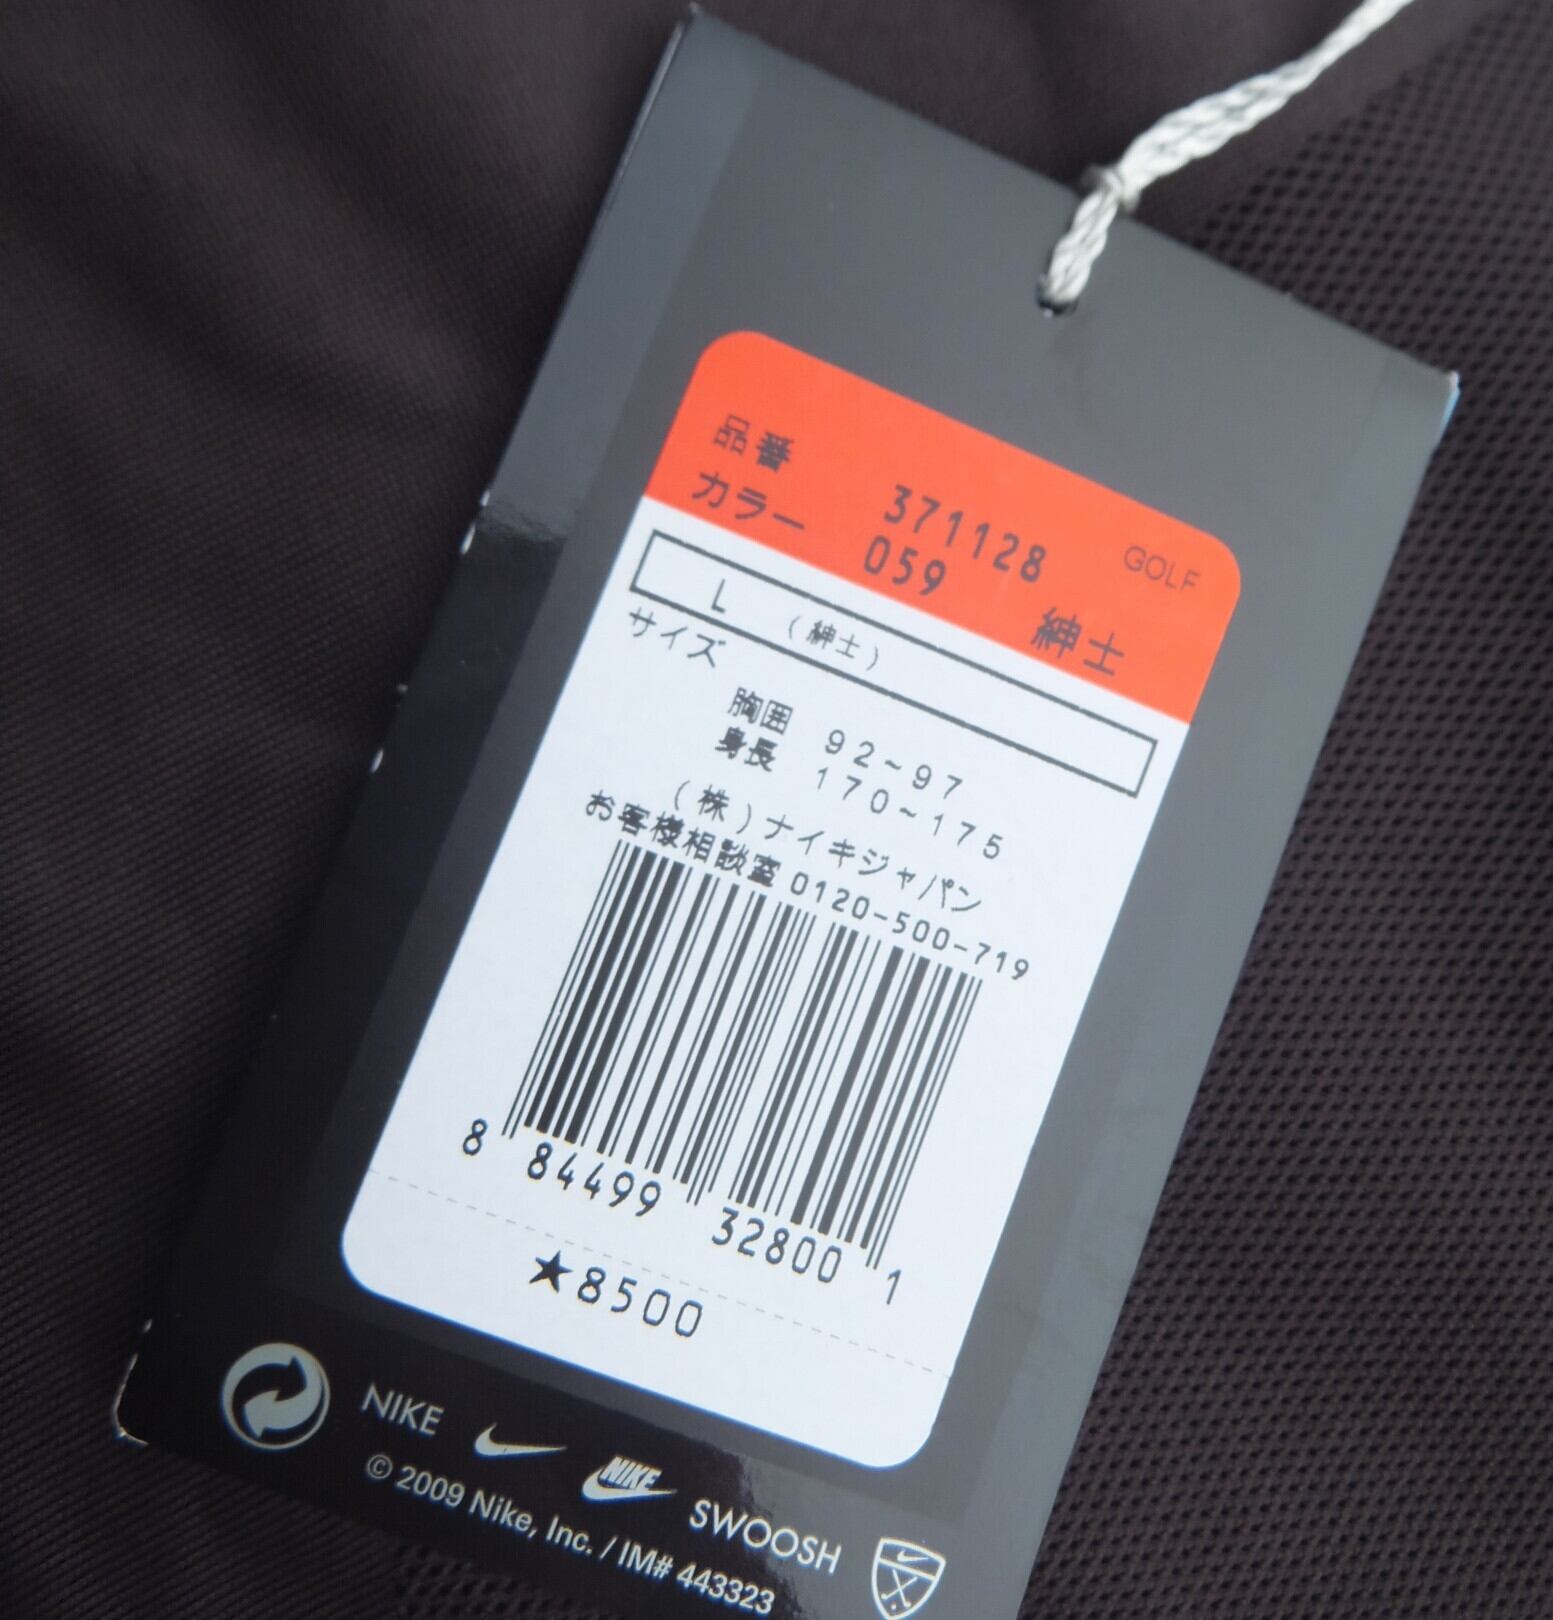 品番 371128 GOLF
カラー 059 紳士
L (紳士)
サイズ
胸囲 92~97
身長 170~175
(株)ナイキジャパン
お客様相談室 0120-500-719
8 84499 32800 1
★8500
NIKE NIKE SWOOSH
© 2009 Nike, Inc. / IM# 443323